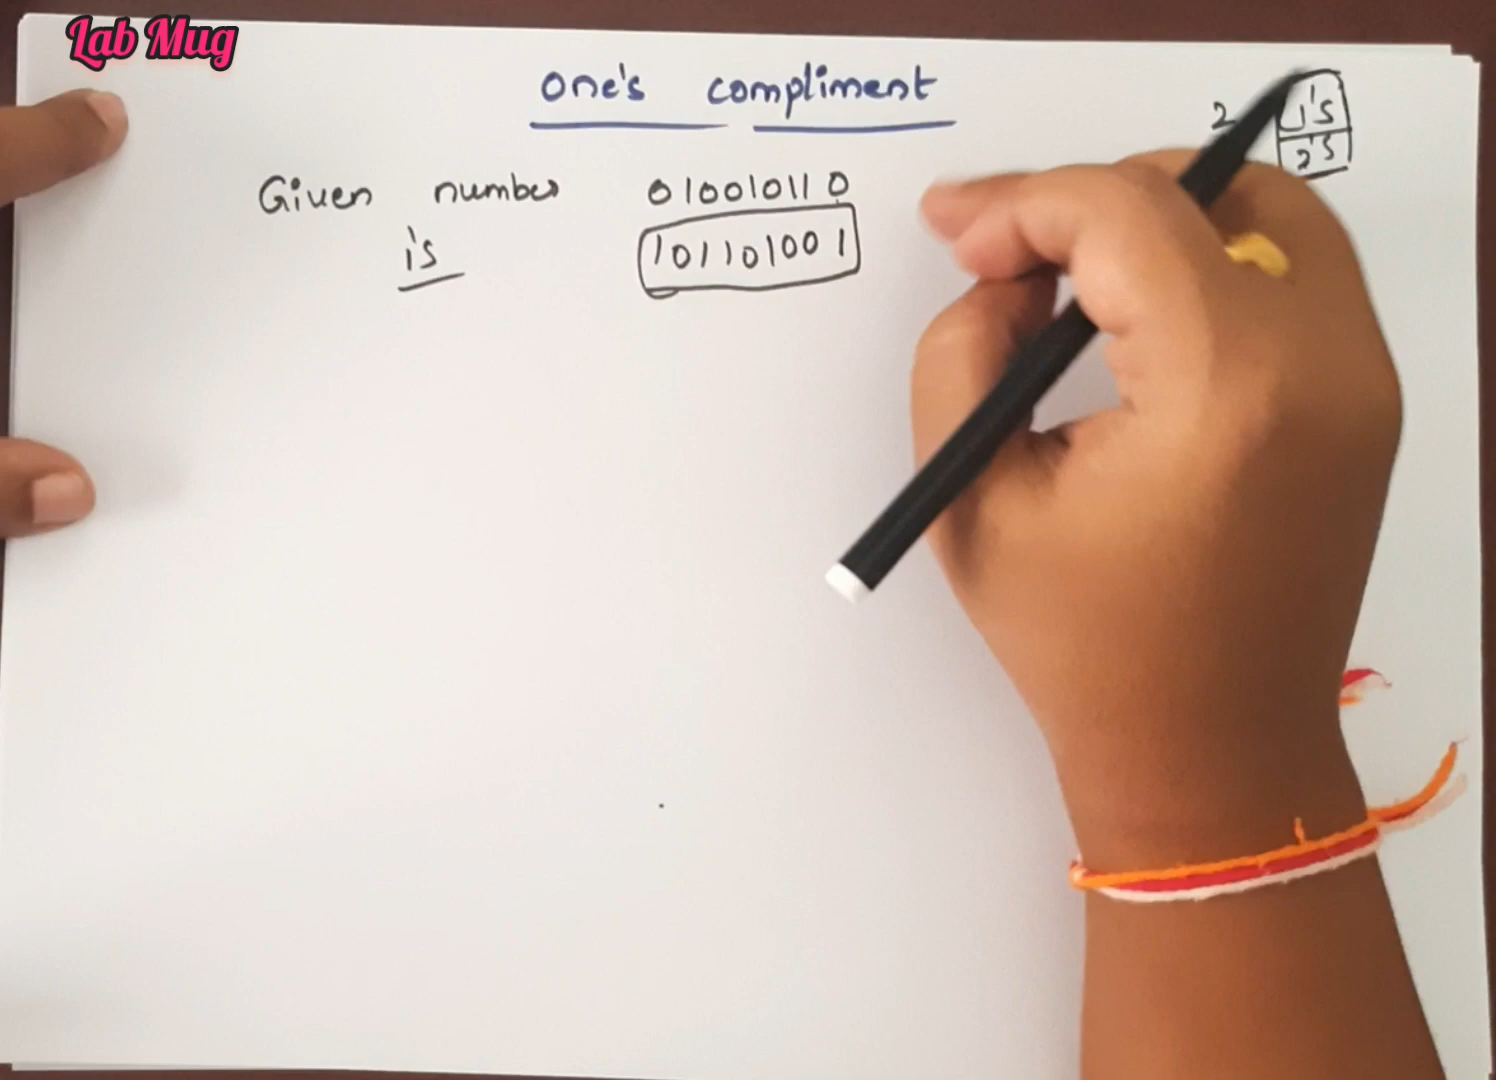 Lab Mug
one's compliment
2 1's
2's
Given number 010010110
1's 101101001